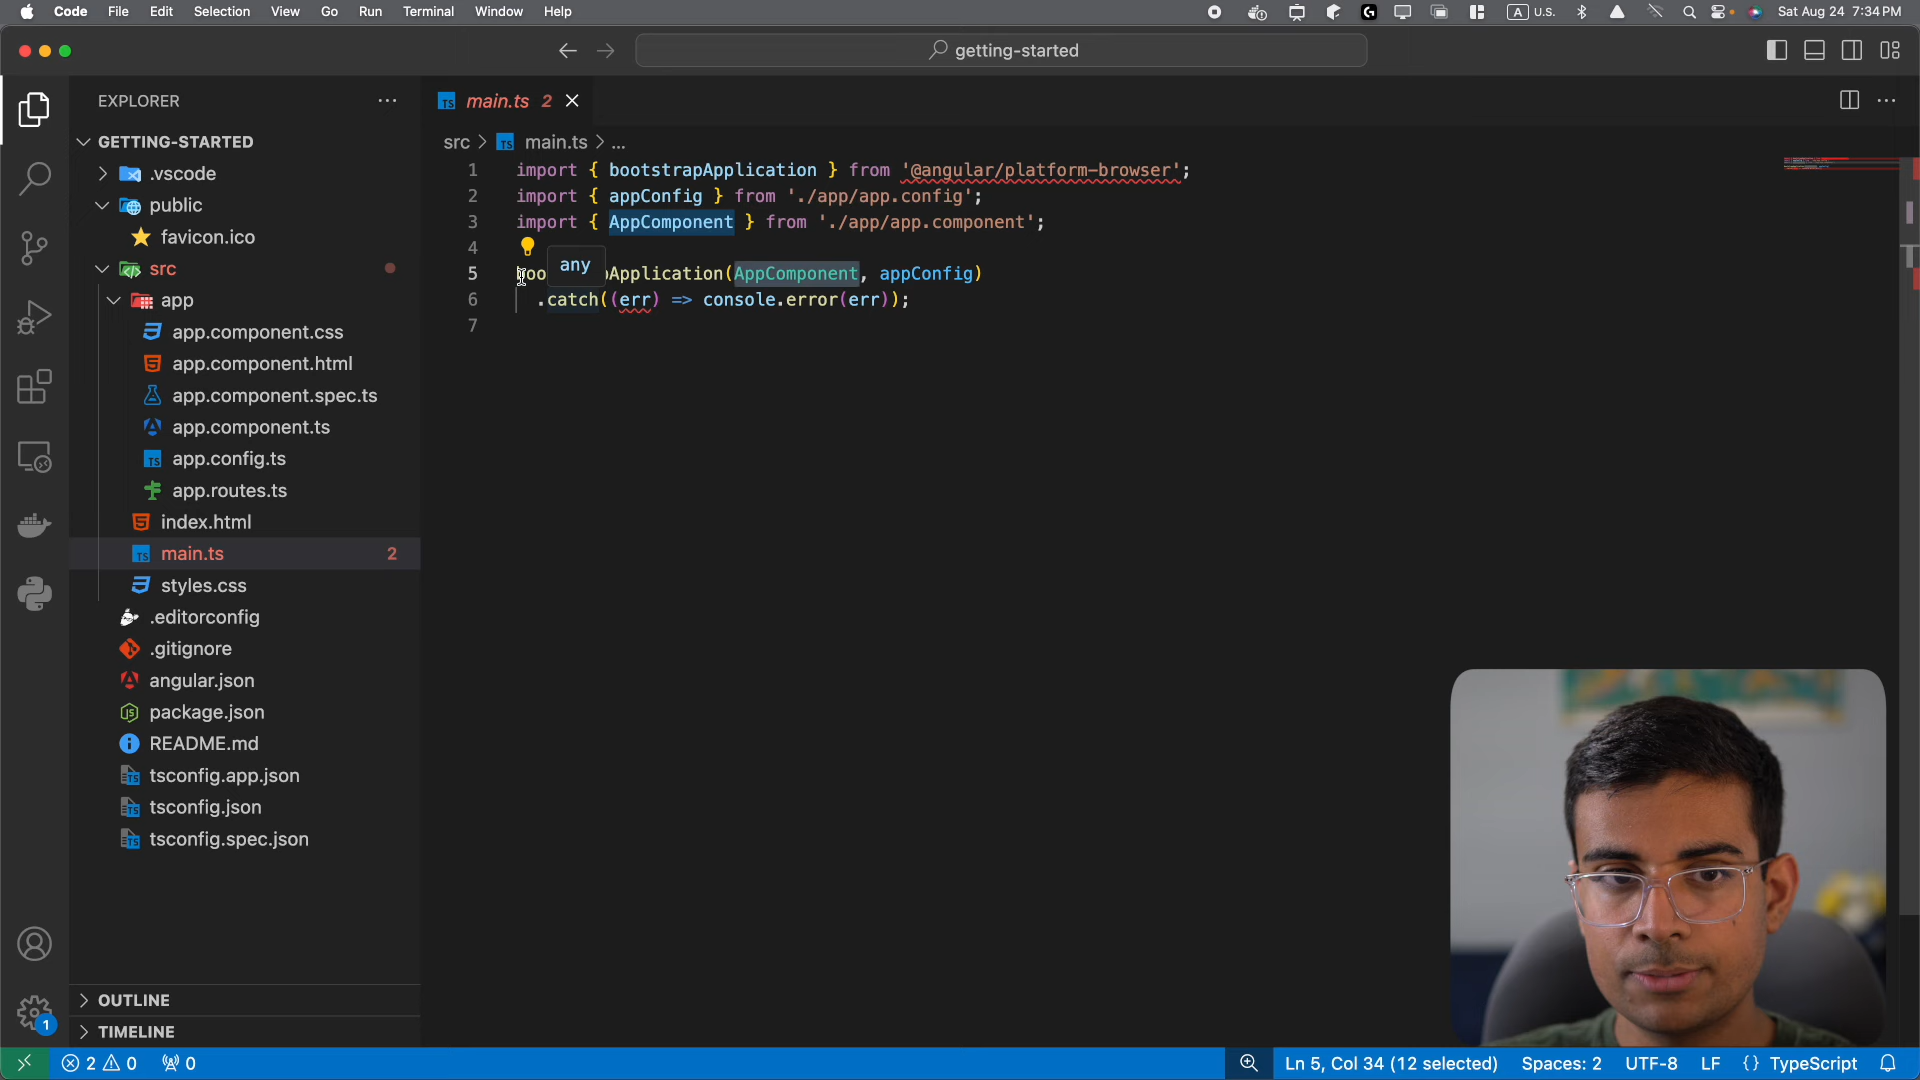 Code File Edit Selection View Go Run Terminal Window Help
A U.S. Sat Aug 24 7:34 PM
getting-started
EXPLORER
GETTING-STARTED
.vscode
public
favicon.ico
src
app
app.component.css
app.component.html
app.component.spec.ts
app.component.ts
app.config.ts
app.routes.ts
index.html
TS main.ts 2
styles.css
.editorconfig
.gitignore
angular.json
package.json
README.md
tsconfig.app.json
tsconfig.json
tsconfig.spec.json
OUTLINE
TIMELINE
TS main.ts 2
src > TS main.ts > ...
1 import { bootstrapApplication } from '@angular/platform-browser';
2 import { appConfig } from './app/app.config';
3 import { AppComponent } from './app/app.component';
4
any
5 Application(AppComponent, appConfig)
6 .catch((err) => console.error(err));
7
1
2 0 0
Ln 5, Col 34 (12 selected) Spaces: 2 UTF-8 LF {} TypeScript